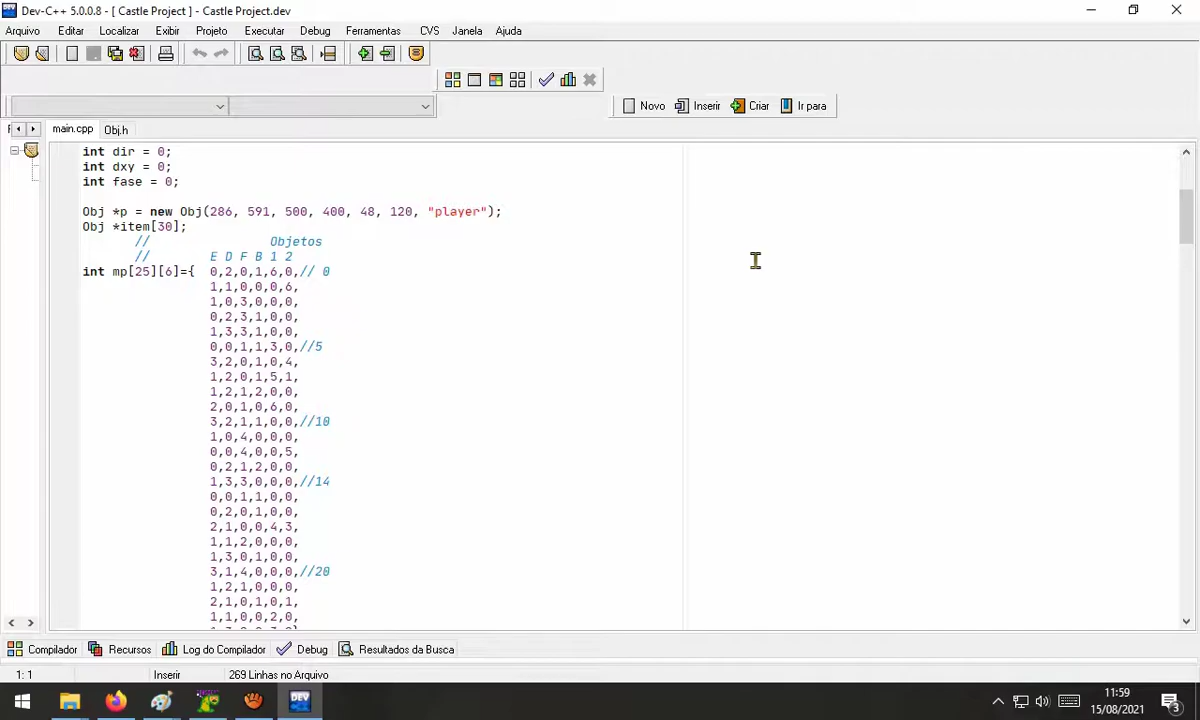 Dev-C++ 5.0.0.8 - [ Castle Project ] - Castle Project.dev
Arquivo Editar Localizar Exibir Projeto Executar Debug Ferramentas CVS Janela Ajuda
Novo Inserir Criar Ir para
main.cpp Obj.h
int dir = 0;
int dxy = 0;
int fase = 0;
Obj *p = new Obj(286, 591, 500, 400, 48, 120, "player");
Obj *item[30];
// Objetos
// E D F B 1 2
int mp[25][6]={ 0,2,0,1,6,0,// 0
1,1,0,0,0,6,
1,0,3,0,0,0,
0,2,3,1,0,0,
1,3,3,1,0,0,
0,0,1,1,3,0,//5
3,2,0,1,0,4,
1,2,0,1,5,1,
1,2,1,2,0,0,
2,0,1,0,6,0,
3,2,1,1,0,0,//10
1,0,4,0,0,0,
0,0,4,0,0,5,
0,2,1,2,0,0,
1,3,3,0,0,0,//14
0,0,1,1,0,0,
0,2,0,1,0,0,
2,1,0,0,4,3,
1,1,2,0,0,0,
1,3,0,1,0,0,
3,1,4,0,0,0,//20
1,2,1,0,0,0,
2,1,0,1,0,1,
1,1,0,0,2,0,
Compilador Recursos Log do Compilador Debug Resultados da Busca
1: 1 Inserir 269 Linhas no Arquivo
DEV
11:59
15/08/2021
3